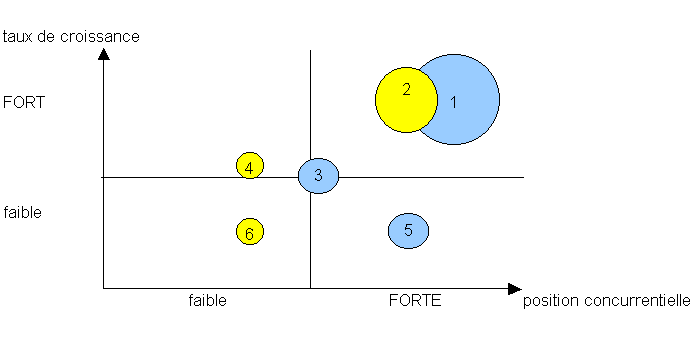 taux de croissance
FORT
2
1
4
3
faible
6
5
faible
FORTE
position concurrentielle